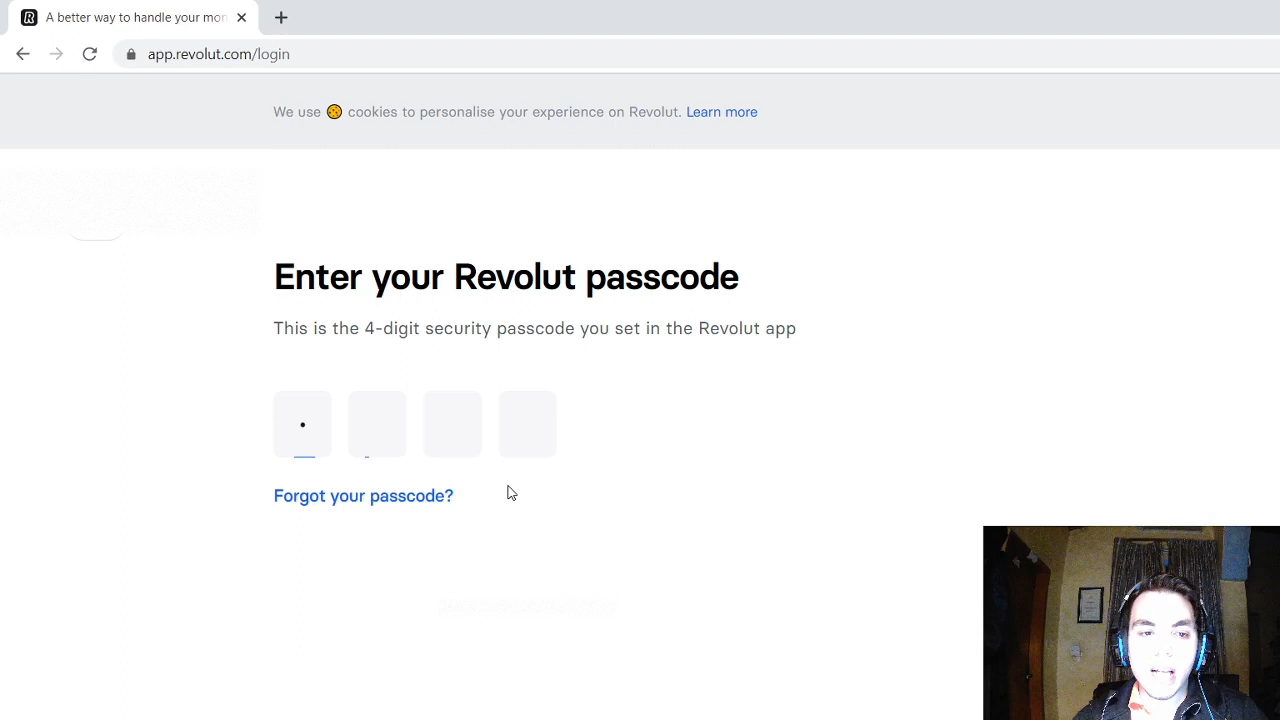 A better way to handle your mon
app.revolut.com/login
We use cookies to personalise your experience on Revolut. Learn more
Enter your Revolut passcode
This is the 4-digit security passcode you set in the Revolut app
Forgot your passcode?